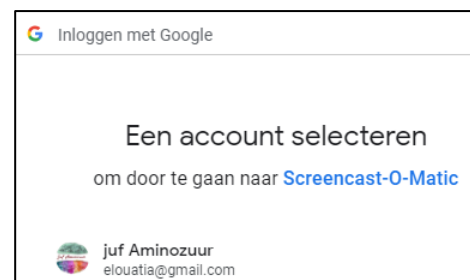 Inloggen met Google
Een account selecteren
om door te gaan naar Screencast-O-Matic
juf Aminozuur
elouatia@gmail.com